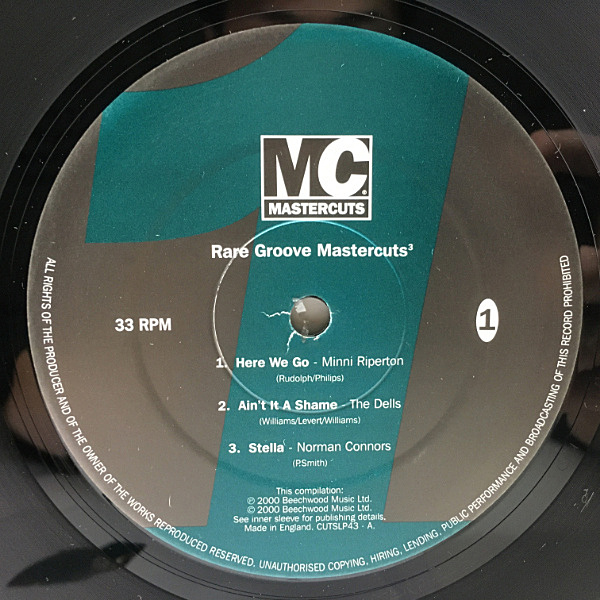 MC®
MASTERCUTS
Rare Groove Mastercuts³
33 RPM
1
1. Here We Go - Minni Riperton
(Rudolph/Philips)
2. Ain't It A Shame - The Dells
(Williams/Levert/Williams)
3. Stella - Norman Connors
(P.Smith)
This compilation:
℗ 2000 Beechwood Music Ltd.
© 2000 Beechwood Music Ltd.
See inner sleeve for publishing details.
Made in England. CUTSLP43 - A.
ALL RIGHTS OF THE PRODUCER AND OF THE OWNER OF THE WORKS REPRODUCED RESERVED. UNAUTHORISED COPYING, HIRING, LENDING, PUBLIC PERFORMANCE AND BROADCASTING OF THIS RECORD PROHIBITED